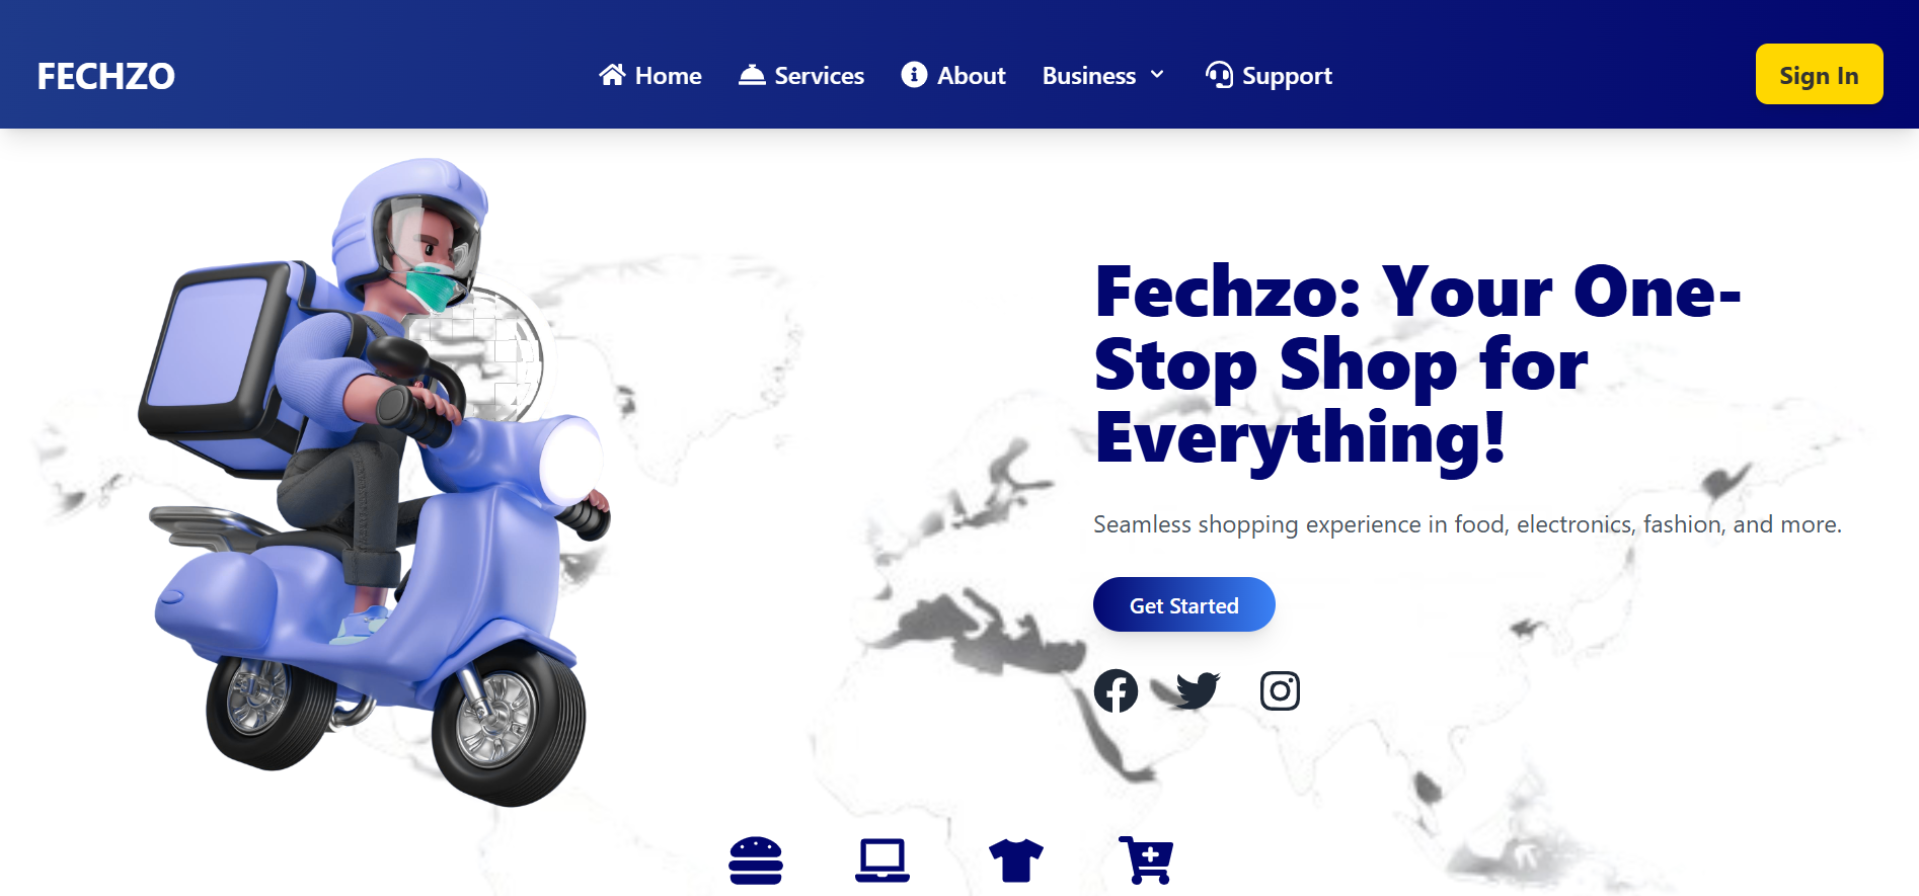 FECHZO
Home
Services
About
Business
Support
Sign In
Fechzo: Your One-
Stop Shop for
Everything!
Seamless shopping experience in food, electronics, fashion, and more.
Get Started